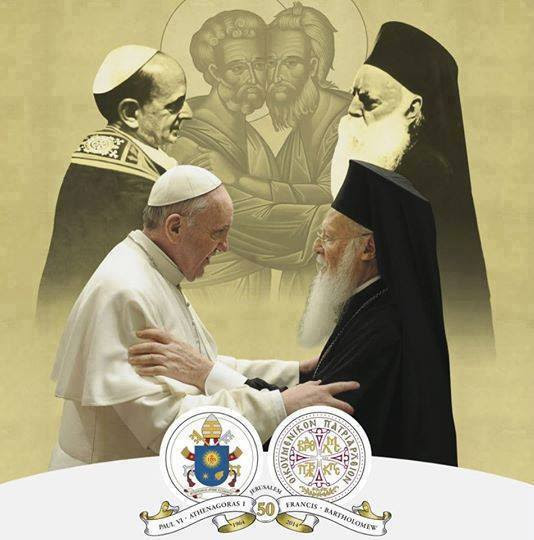 ΟΙΚΟΥΜΕΝΙΚΟΝ ΠΑΤΡΙΑΡΧΕΙΟΝ
JERUSALEM
50
PAUL VI · ATHENAGORAS I
FRANCIS · BARTHOLOMEW
1964
2014